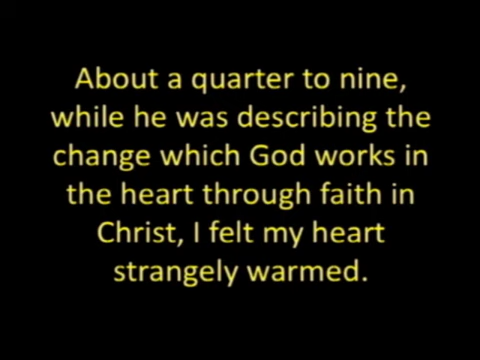 About a quarter to nine,
while he was describing the
change which God works in
the heart through faith in
Christ, I felt my heart
strangely warmed.